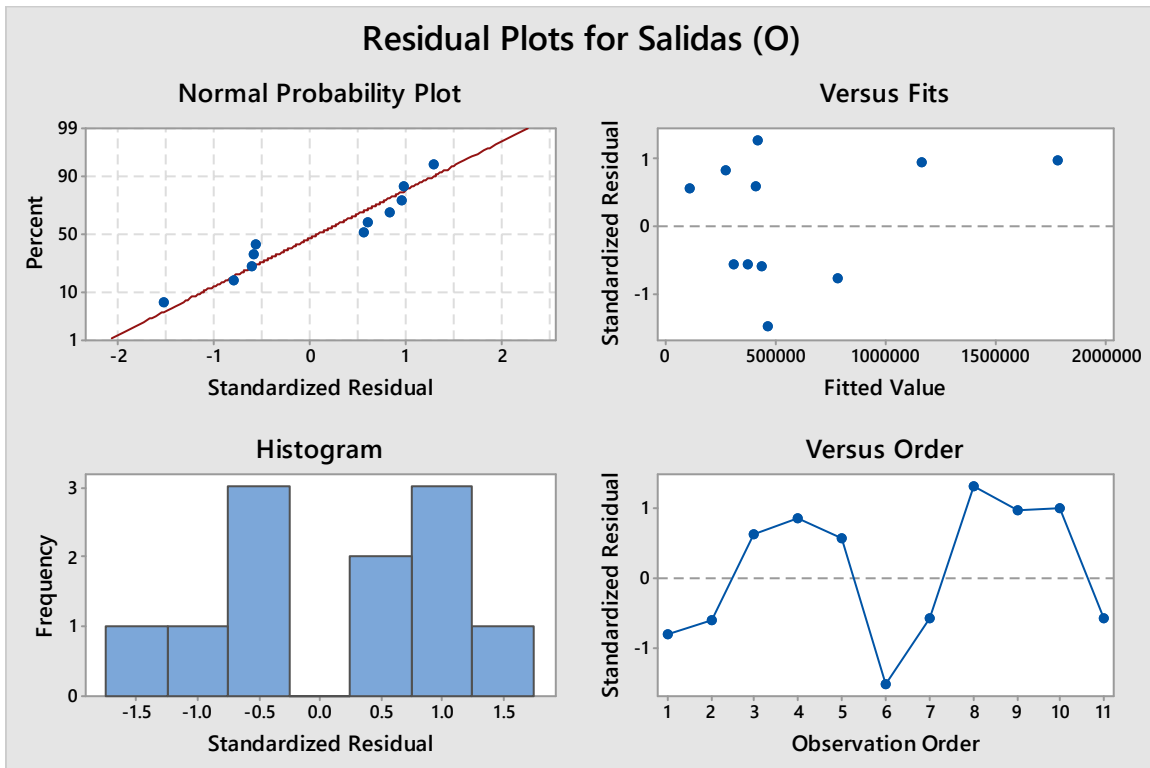 Residual Plots for Salidas (O)
Normal Probability Plot
99
90
50
10
1
Percent
-2 -1 0 1 2
Standardized Residual
Versus Fits
1
0
-1
Standardized Residual
0 500000 1000000 1500000 2000000
Fitted Value
Histogram
3
2
1
0
Frequency
-1.5 -1.0 -0.5 0.0 0.5 1.0 1.5
Standardized Residual
Versus Order
1
0
-1
Standardized Residual
1 2 3 4 5 6 7 8 9 10 11
Observation Order